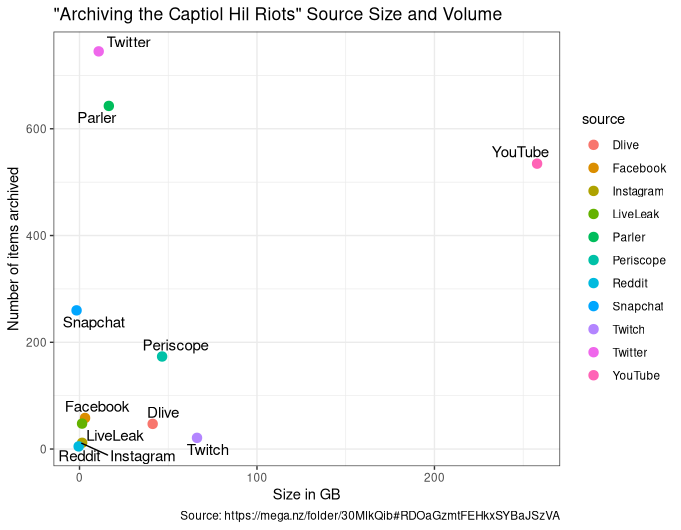 "Archiving the Captiol Hil Riots" Source Size and Volume
Twitter
Parler
YouTube
Snapchat
Periscope
Facebook
Dlive
LiveLeak
Twitch
Reddit
Instagram
Number of items archived
600
400
200
0
0
100
200
Size in GB
source
Dlive
Facebook
Instagram
LiveLeak
Parler
Periscope
Reddit
Snapchat
Twitch
Twitter
YouTube
Source: https://mega.nz/folder/30MlkQib#RDOaGzmtFEHkxSYBaJSzVA